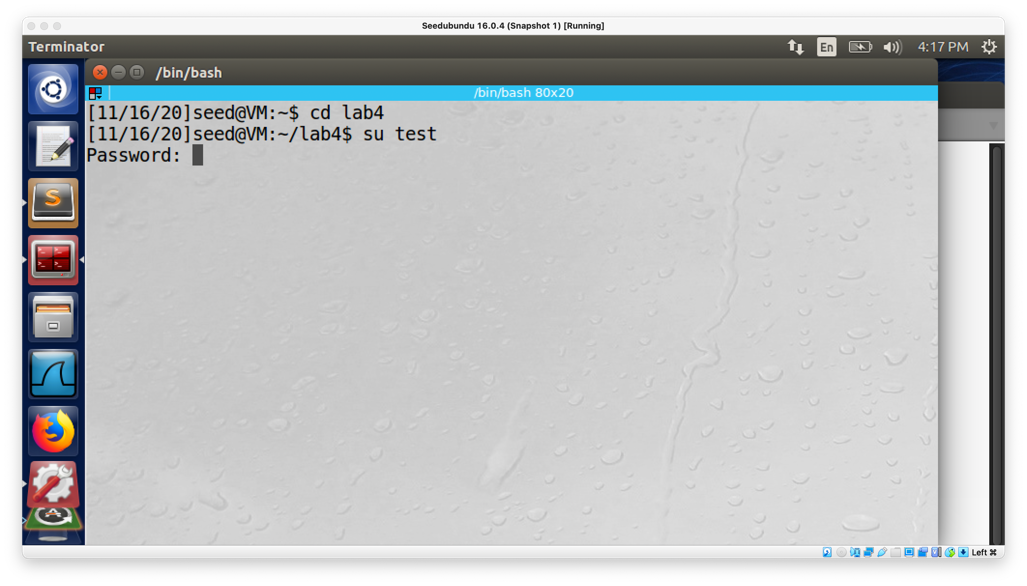 Seedubundu 16.0.4 (Snapshot 1) [Running]
Terminator
En
4:17 PM
/bin/bash
/bin/bash 80x20
[11/16/20]seed@VM:~$ cd lab4
[11/16/20]seed@VM:~/lab4$ su test
Password:
Left ⌘